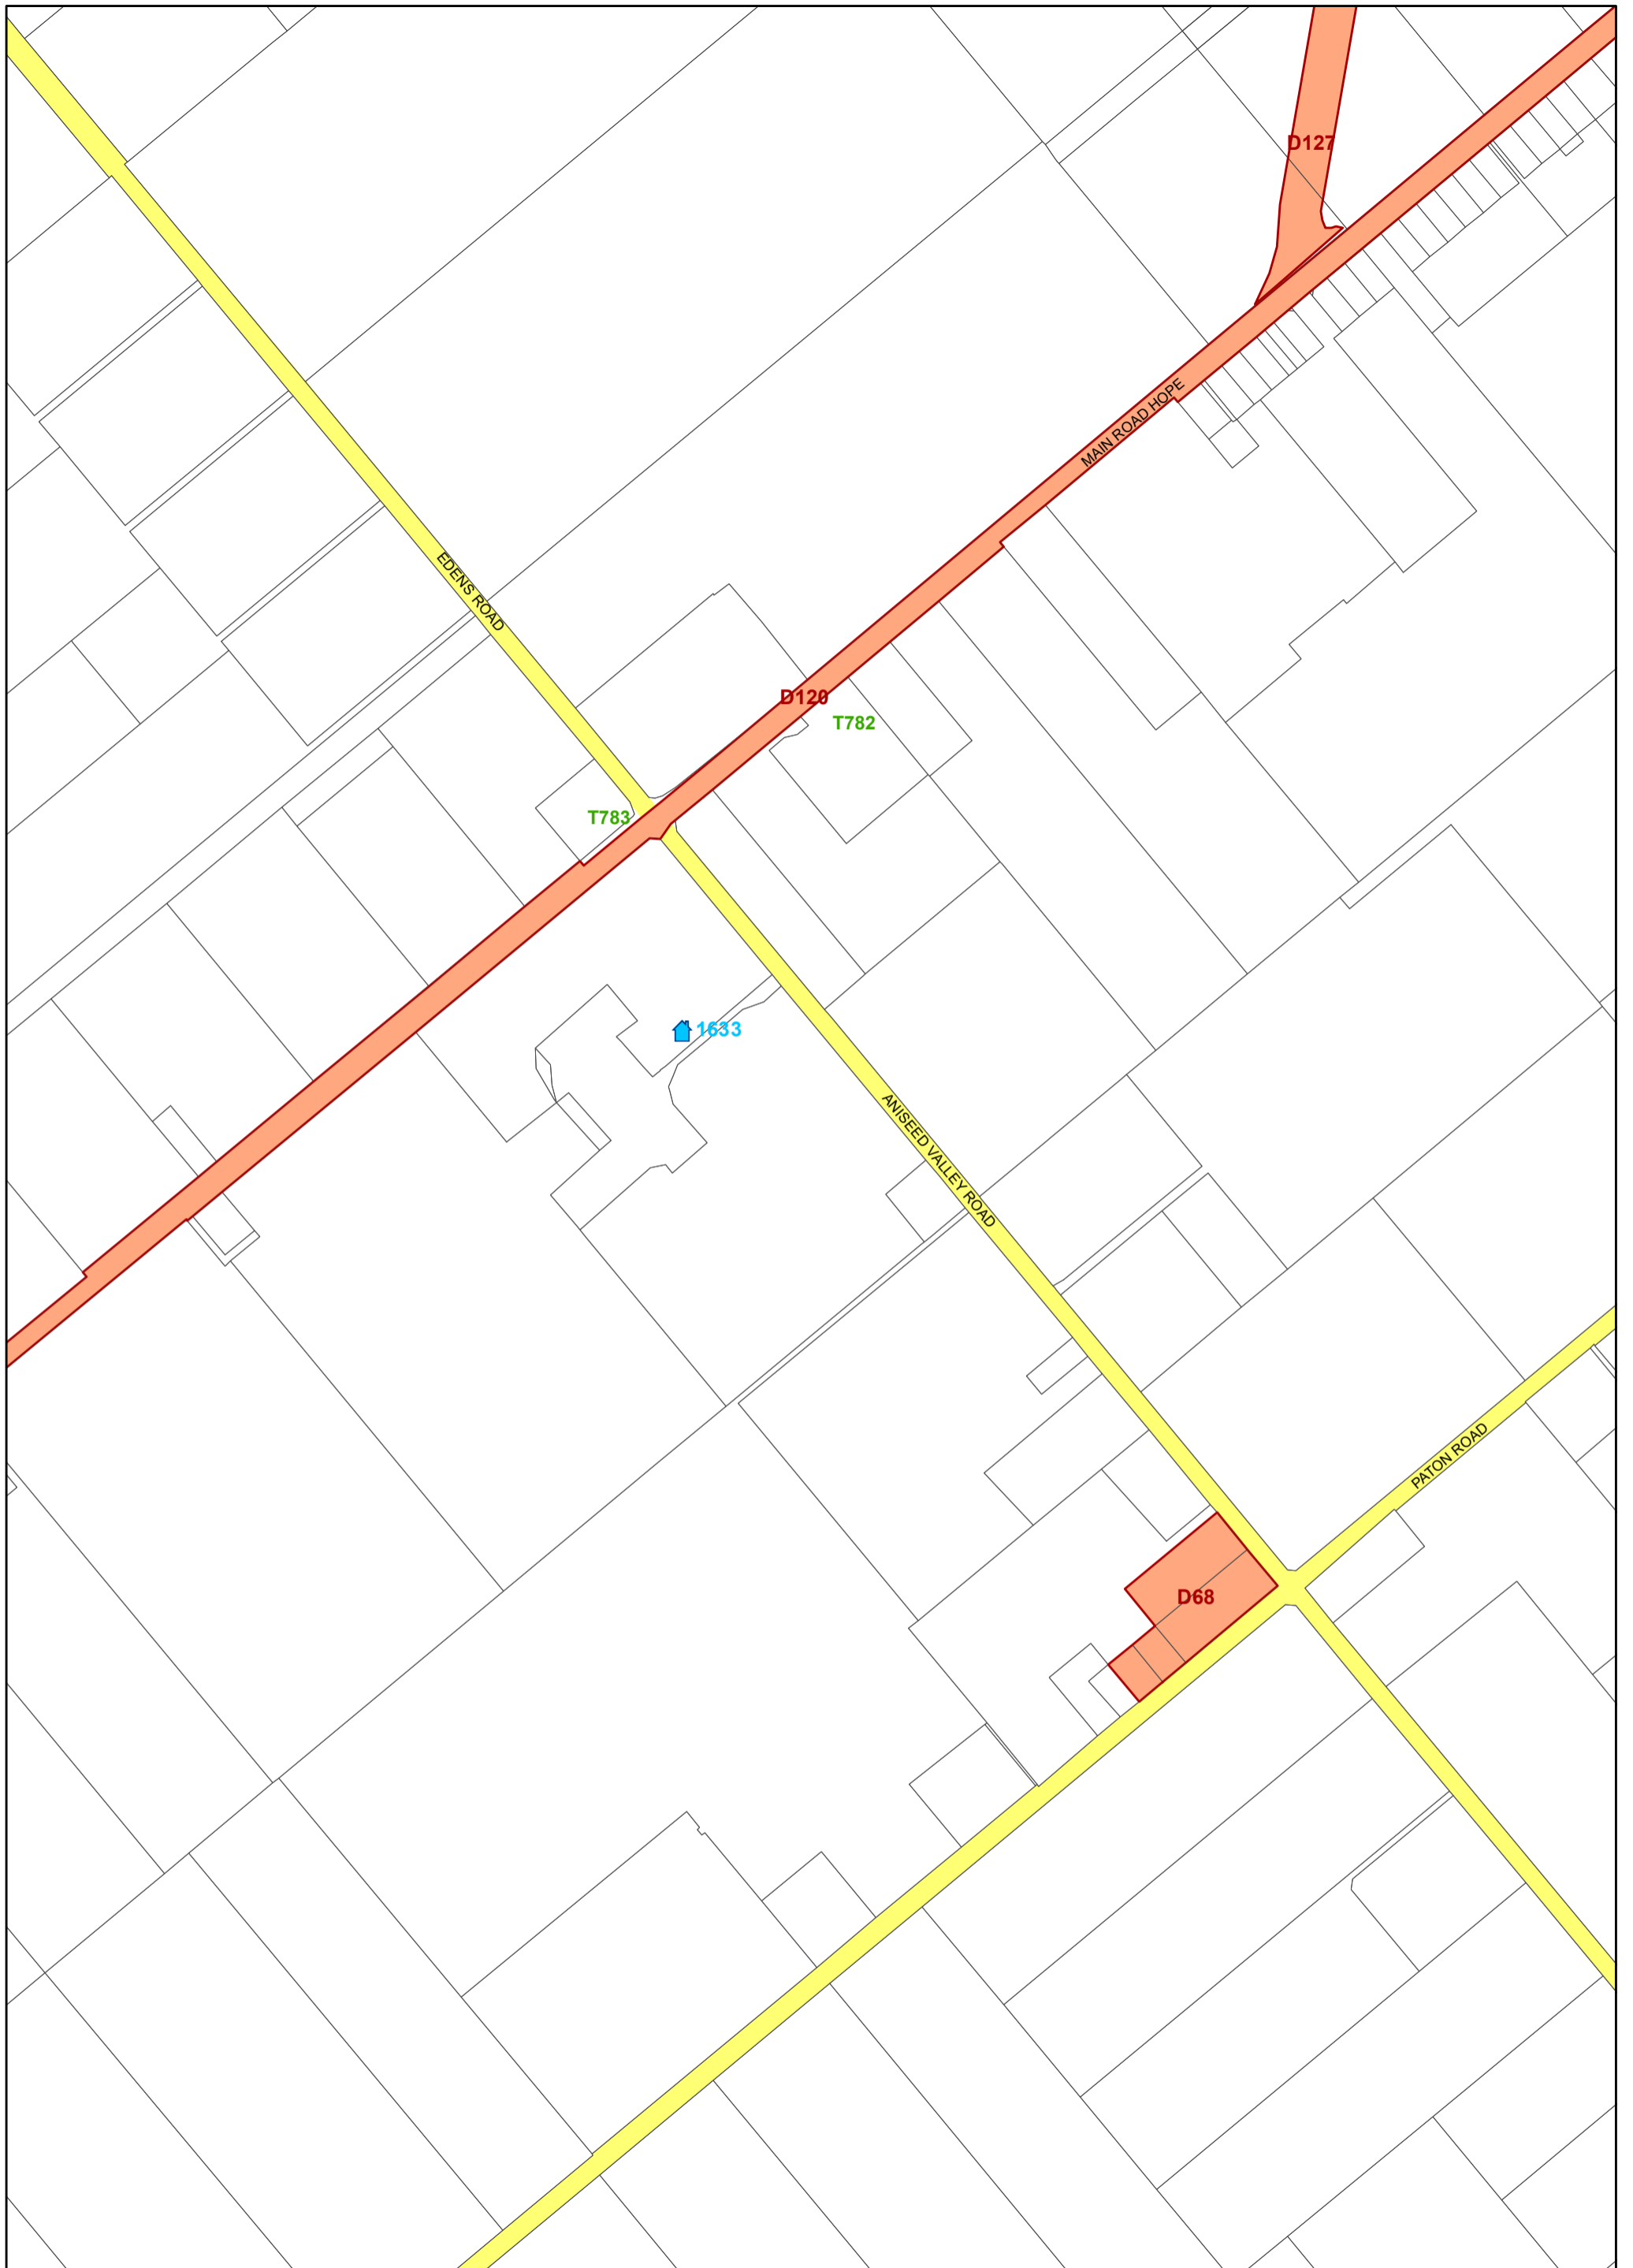 D127
MAIN ROAD HOPE
EDENS ROAD
D120
T782
T783
1633
ANISEED VALLEY ROAD
PATON ROAD
D68